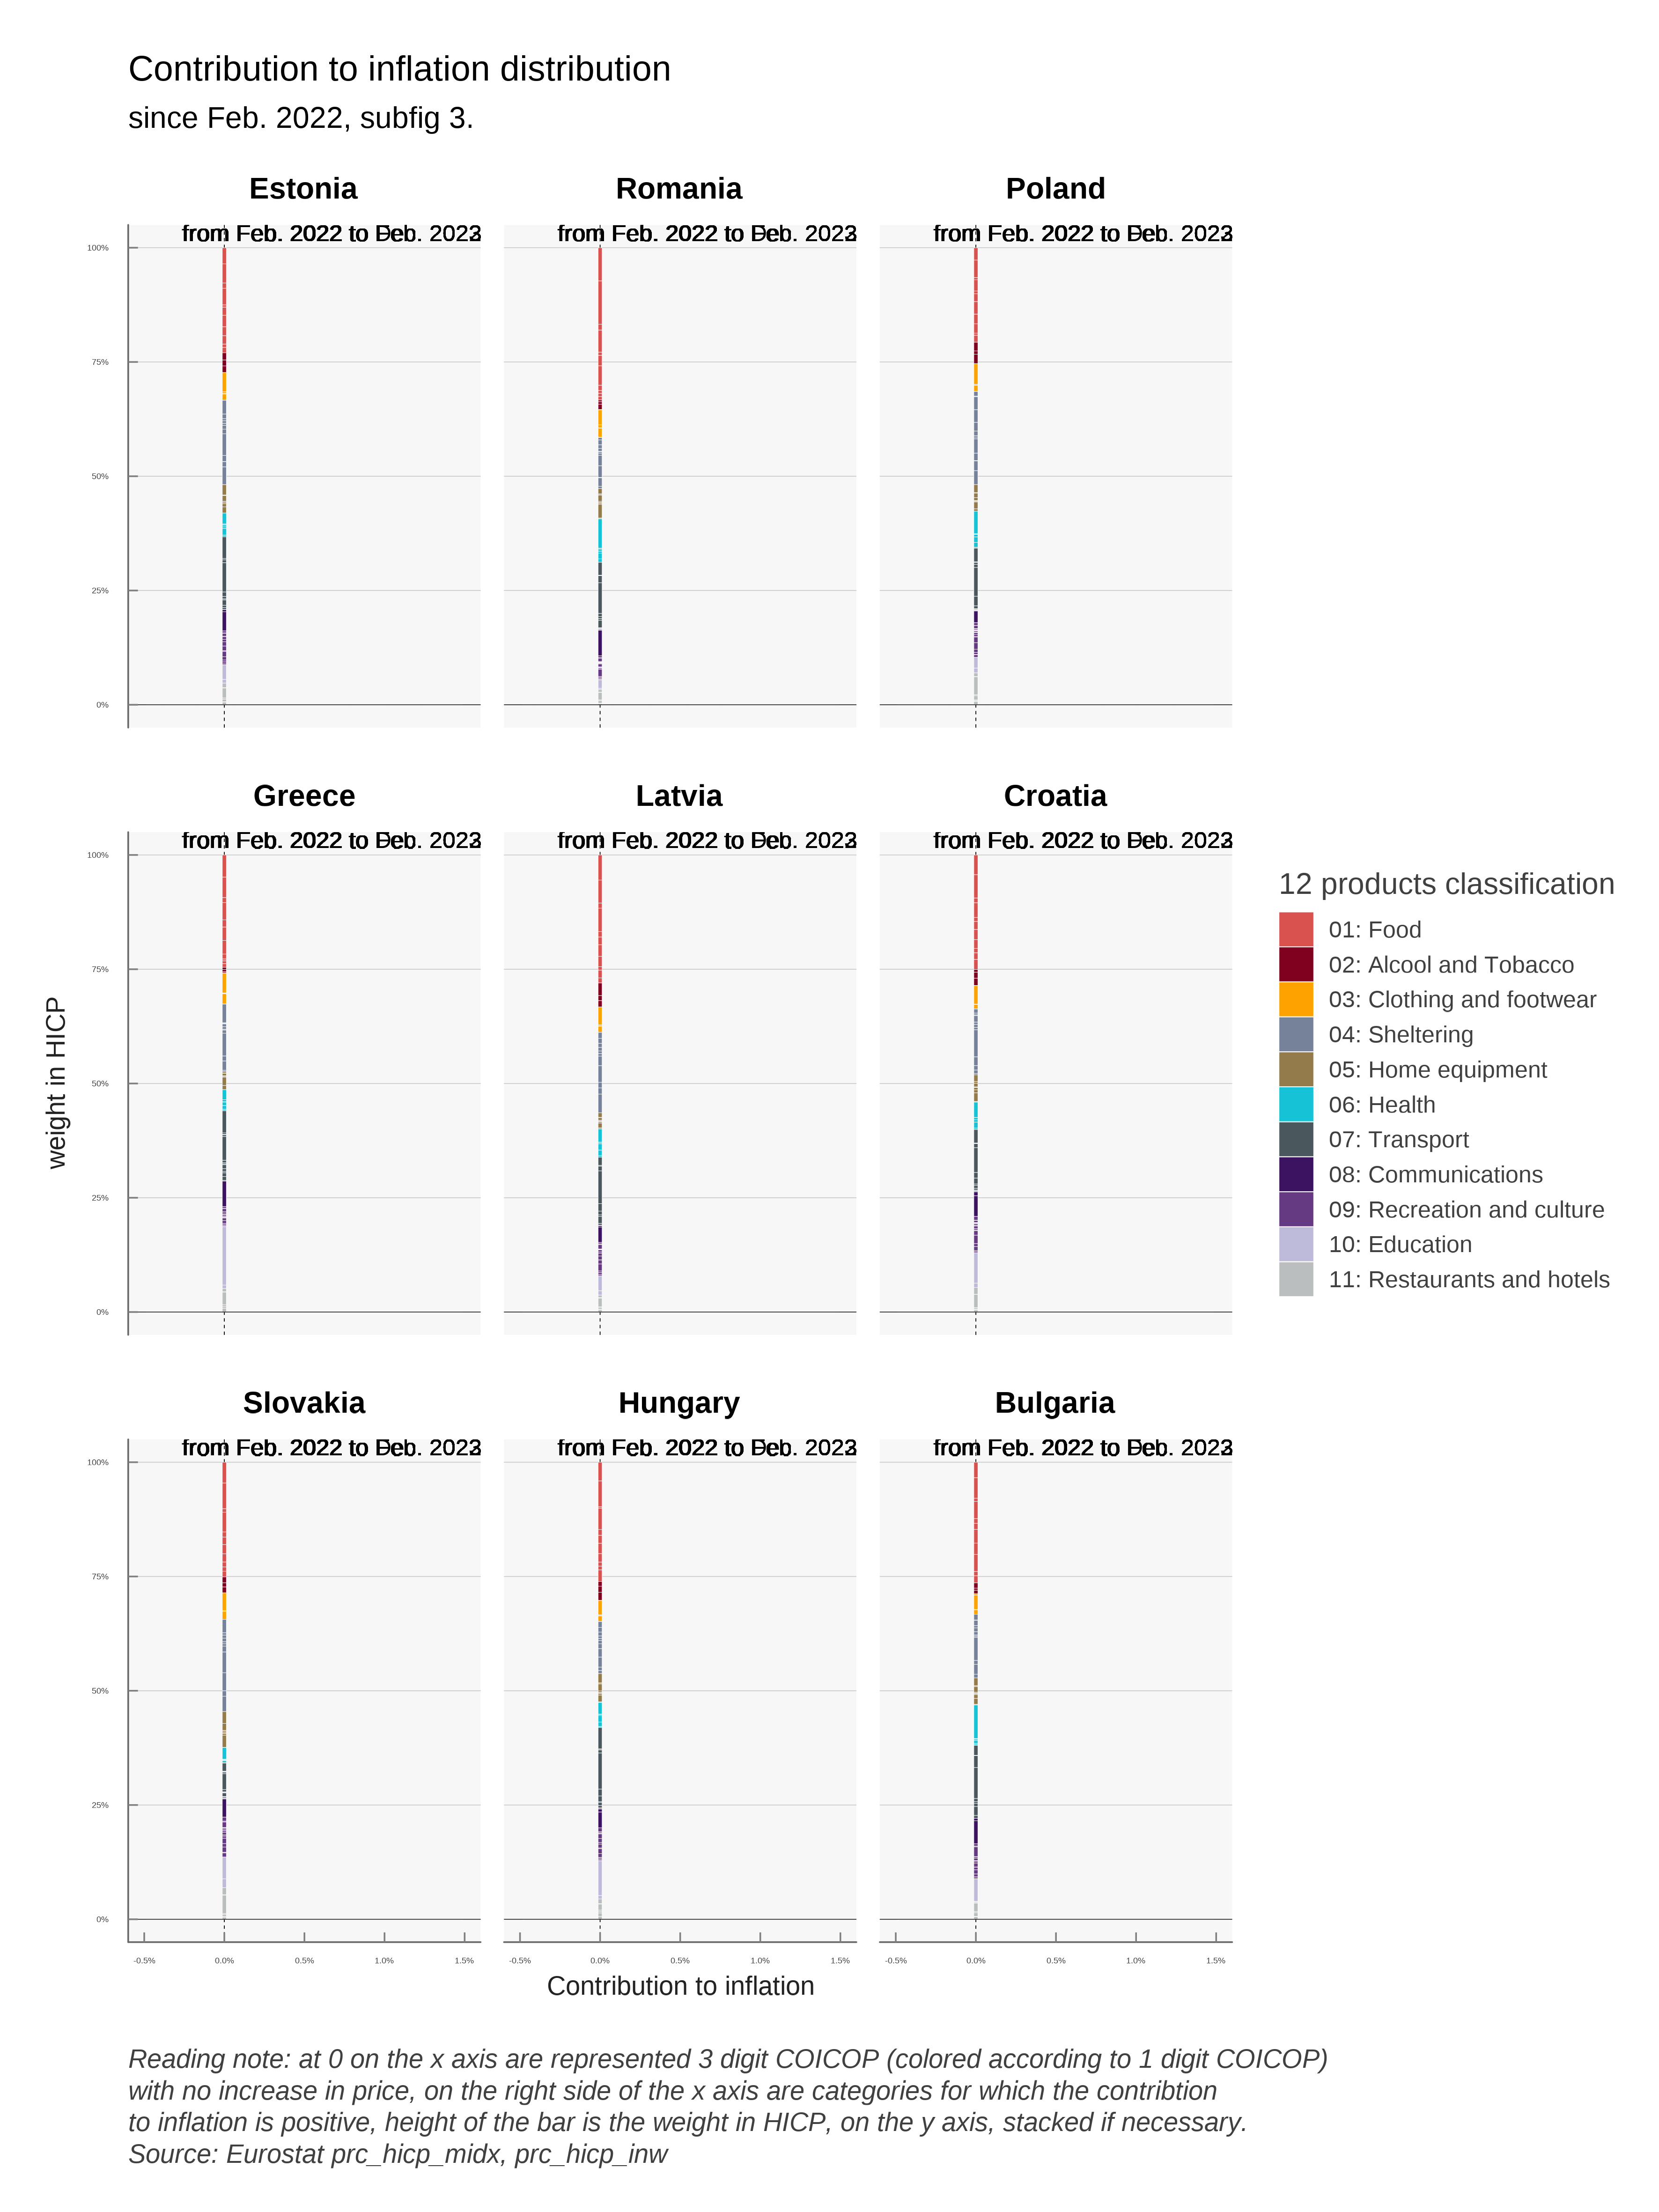 Contribution to inflation distribution
since Feb. 2022, subfig 3.
Estonia Romania Poland
from Feb. 2022 to Feb. 2023 from Feb. 2022 to Feb. 2023 from Feb. 2022 to Feb. 2023
100%
75%
50%
25%
0%
Greece Latvia Croatia
from Feb. 2022 to Feb. 2023 from Feb. 2022 to Feb. 2023 from Feb. 2022 to Feb. 2023
100%
75%
50%
25%
0%
weight in HICP
12 products classification
01: Food
02: Alcool and Tobacco
03: Clothing and footwear
04: Sheltering
05: Home equipment
06: Health
07: Transport
08: Communications
09: Recreation and culture
10: Education
11: Restaurants and hotels
Slovakia Hungary Bulgaria
from Feb. 2022 to Feb. 2023 from Feb. 2022 to Feb. 2023 from Feb. 2022 to Feb. 2023
100%
75%
50%
25%
0%
-0.5% 0.0% 0.5% 1.0% 1.5% -0.5% 0.0% 0.5% 1.0% 1.5% -0.5% 0.0% 0.5% 1.0% 1.5%
Contribution to inflation
Reading note: at 0 on the x axis are represented 3 digit COICOP (colored according to 1 digit COICOP)
with no increase in price, on the right side of the x axis are categories for which the contribtion
to inflation is positive, height of the bar is the weight in HICP, on the y axis, stacked if necessary.
Source: Eurostat prc_hicp_midx, prc_hicp_inw